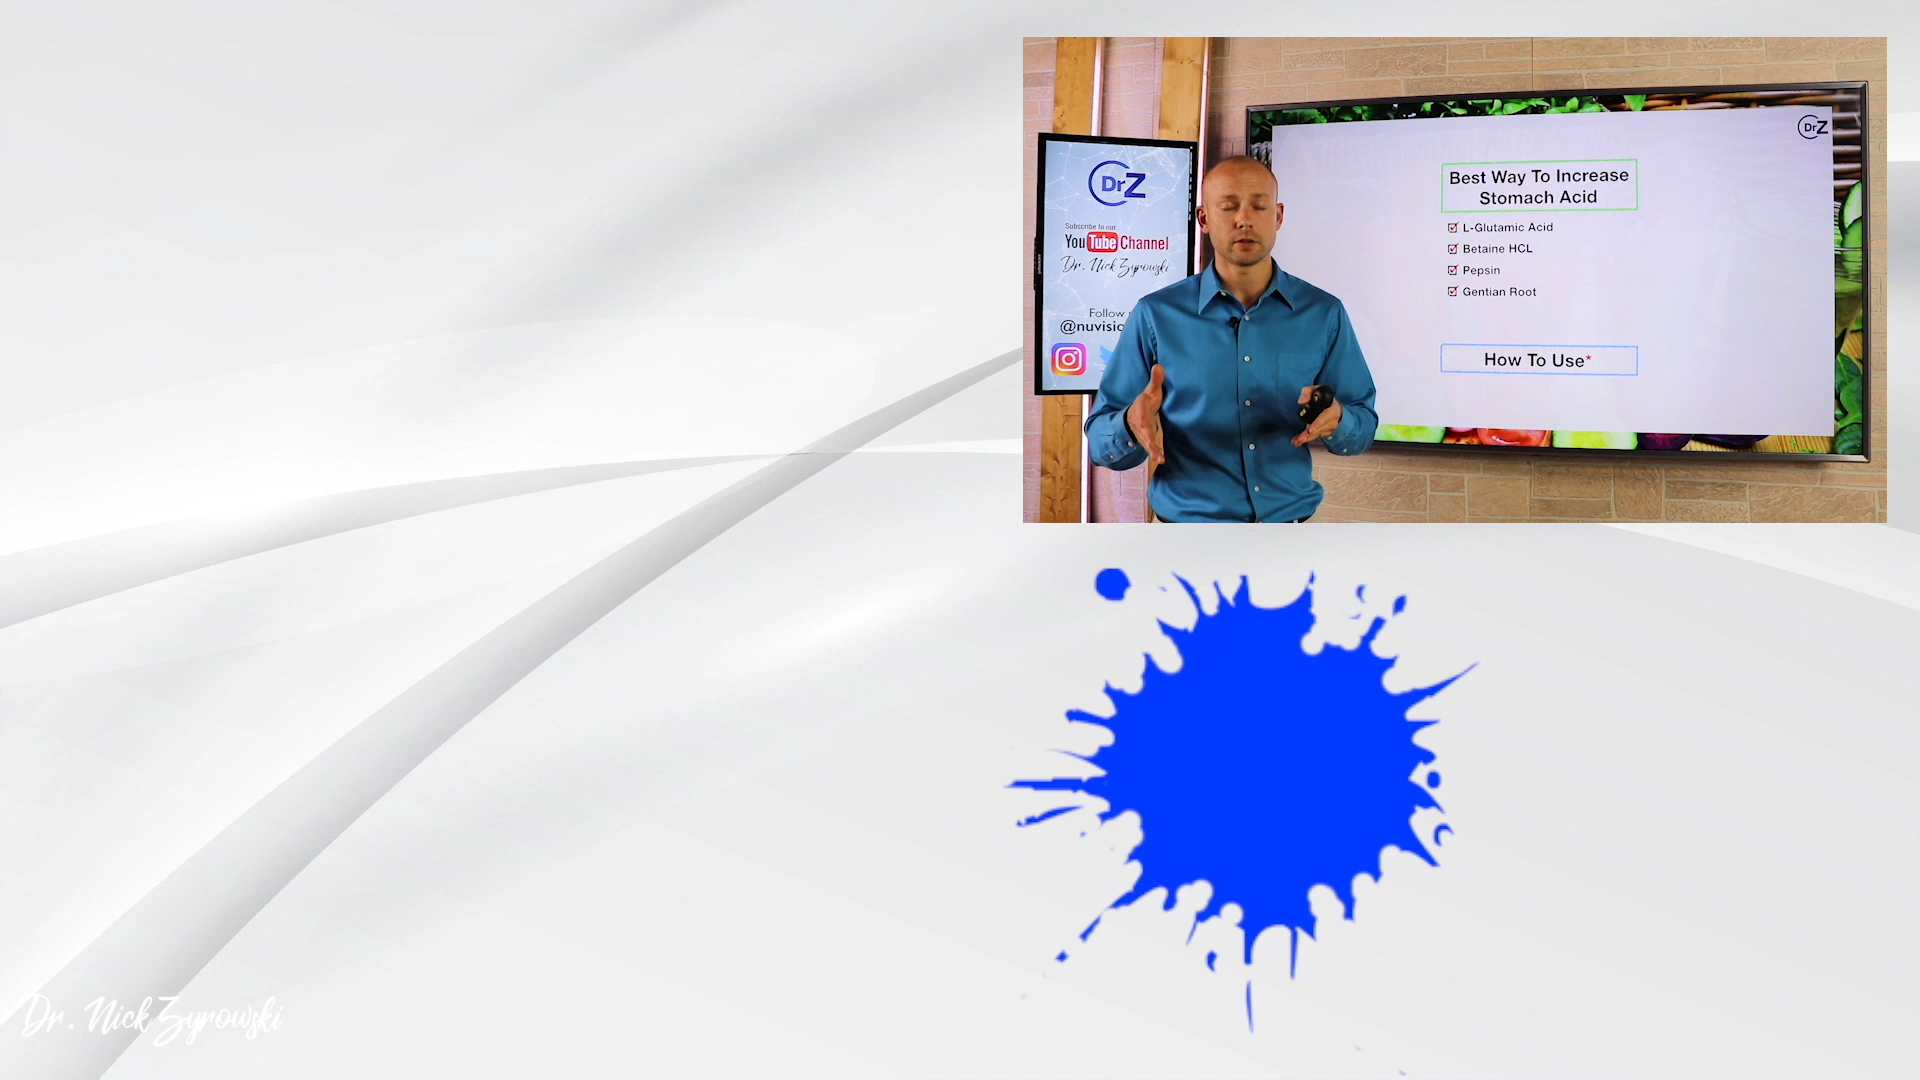 DrZ
Subscribe to our
YouTube Channel
Dr. Nick Zyrowski
Follow
@nuvisio
DrZ
Best Way To Increase
Stomach Acid
L-Glutamic Acid
Betaine HCL
Pepsin
Gentian Root
How To Use*
Dr. Nick Zyrowski